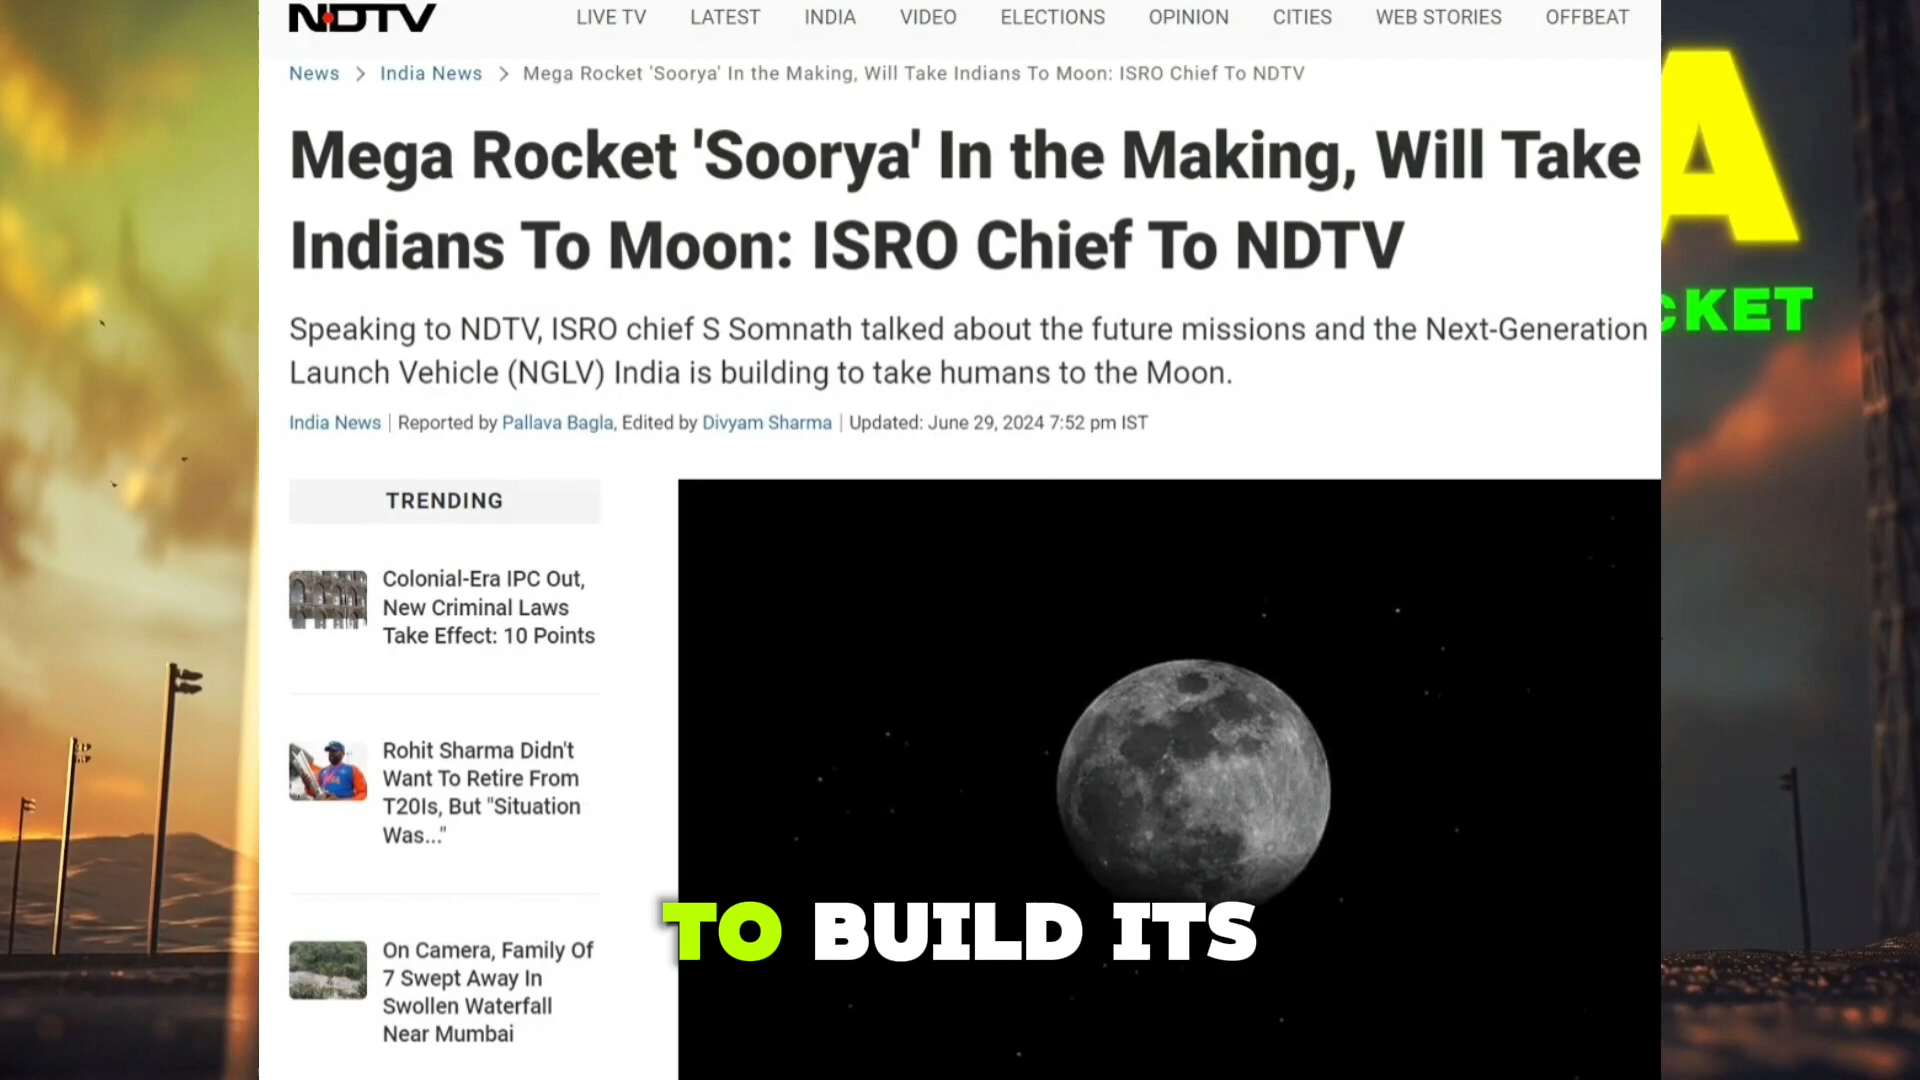 NDTV
LIVE TV LATEST INDIA VIDEO ELECTIONS OPINION CITIES WEB STORIES OFFBEAT
News > India News > Mega Rocket 'Soorya' In the Making, Will Take Indians To Moon: ISRO Chief To NDTV
Mega Rocket 'Soorya' In the Making, Will Take
Indians To Moon: ISRO Chief To NDTV
Speaking to NDTV, ISRO chief S Somnath talked about the future missions and the Next-Generation
Launch Vehicle (NGLV) India is building to take humans to the Moon.
India News | Reported by Pallava Bagla, Edited by Divyam Sharma | Updated: June 29, 2024 7:52 pm IST
TRENDING
Colonial-Era IPC Out,
New Criminal Laws
Take Effect: 10 Points
Rohit Sharma Didn't
Want To Retire From
T20Is, But "Situation
Was..."
On Camera, Family Of
7 Swept Away In
Swollen Waterfall
Near Mumbai
A
CKET
TO BUILD ITS